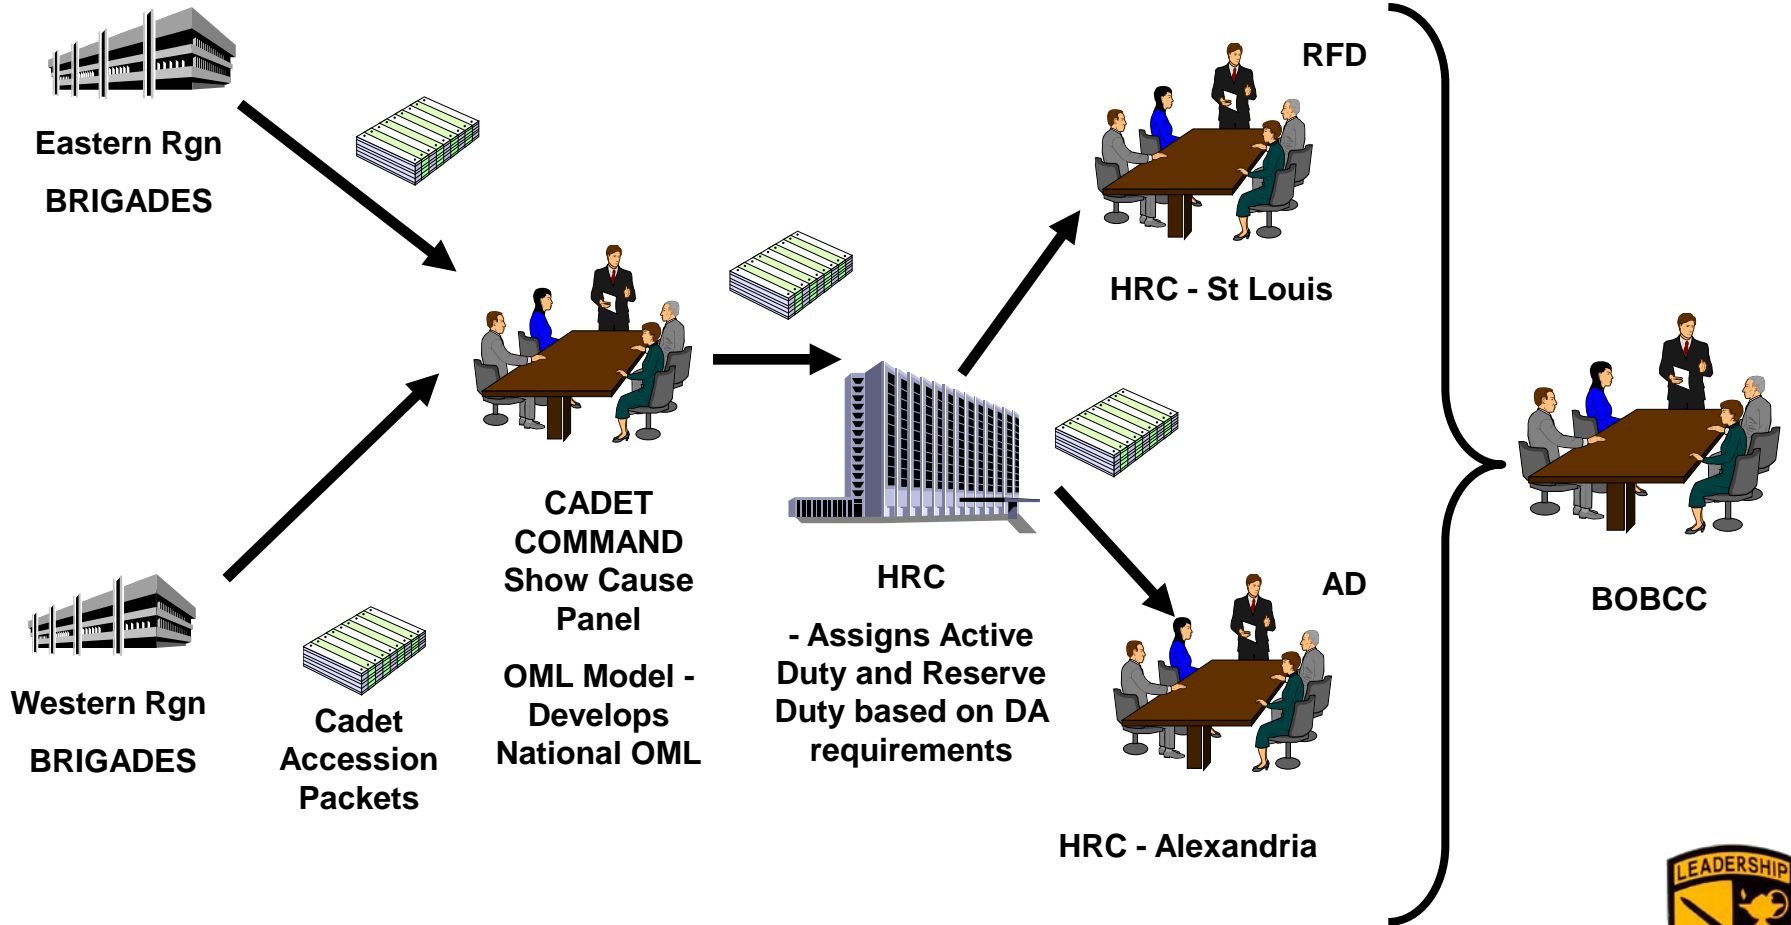 Eastern Rgn
BRIGADES
Western Rgn
BRIGADES
Cadet
Accession
Packets
CADET
COMMAND
Show Cause
Panel
OML Model -
Develops
National OML
HRC
- Assigns Active
Duty and Reserve
Duty based on DA
requirements
RFD
HRC - St Louis
AD
HRC - Alexandria
BOBCC
LEADERSHIP